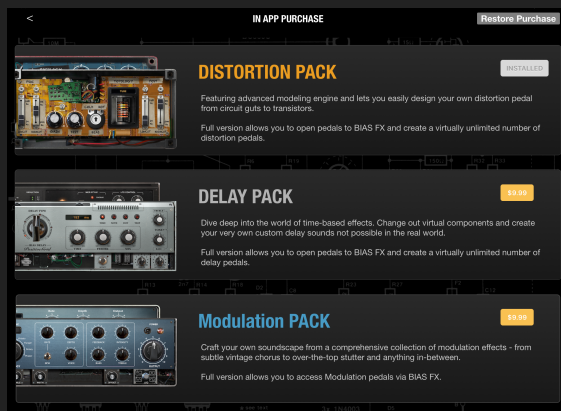 <
IN APP PURCHASE
Restore Purchase
DISTORTION PACK
INSTALLED
Featuring advanced modeling engine and lets you easily design your own distortion pedal
from circuit guts to transistors.
Full version allows you to open pedals to BIAS FX and create a virtually unlimited number of
distortion pedals.
DELAY PACK
$9.99
Dive deep into the world of time-based effects. Change out virtual components and create
your very own custom delay sounds not possible in the real world.
Full version allows you to open pedals to BIAS FX and create a virtually unlimited number of
delay pedals.
Modulation PACK
$9.99
Craft your own soundscape from a comprehensive collection of modulation effects - from
subtle vintage chorus to over-the-top stutter and anything in-between.
Full version allows you to access Modulation pedals via BIAS FX.